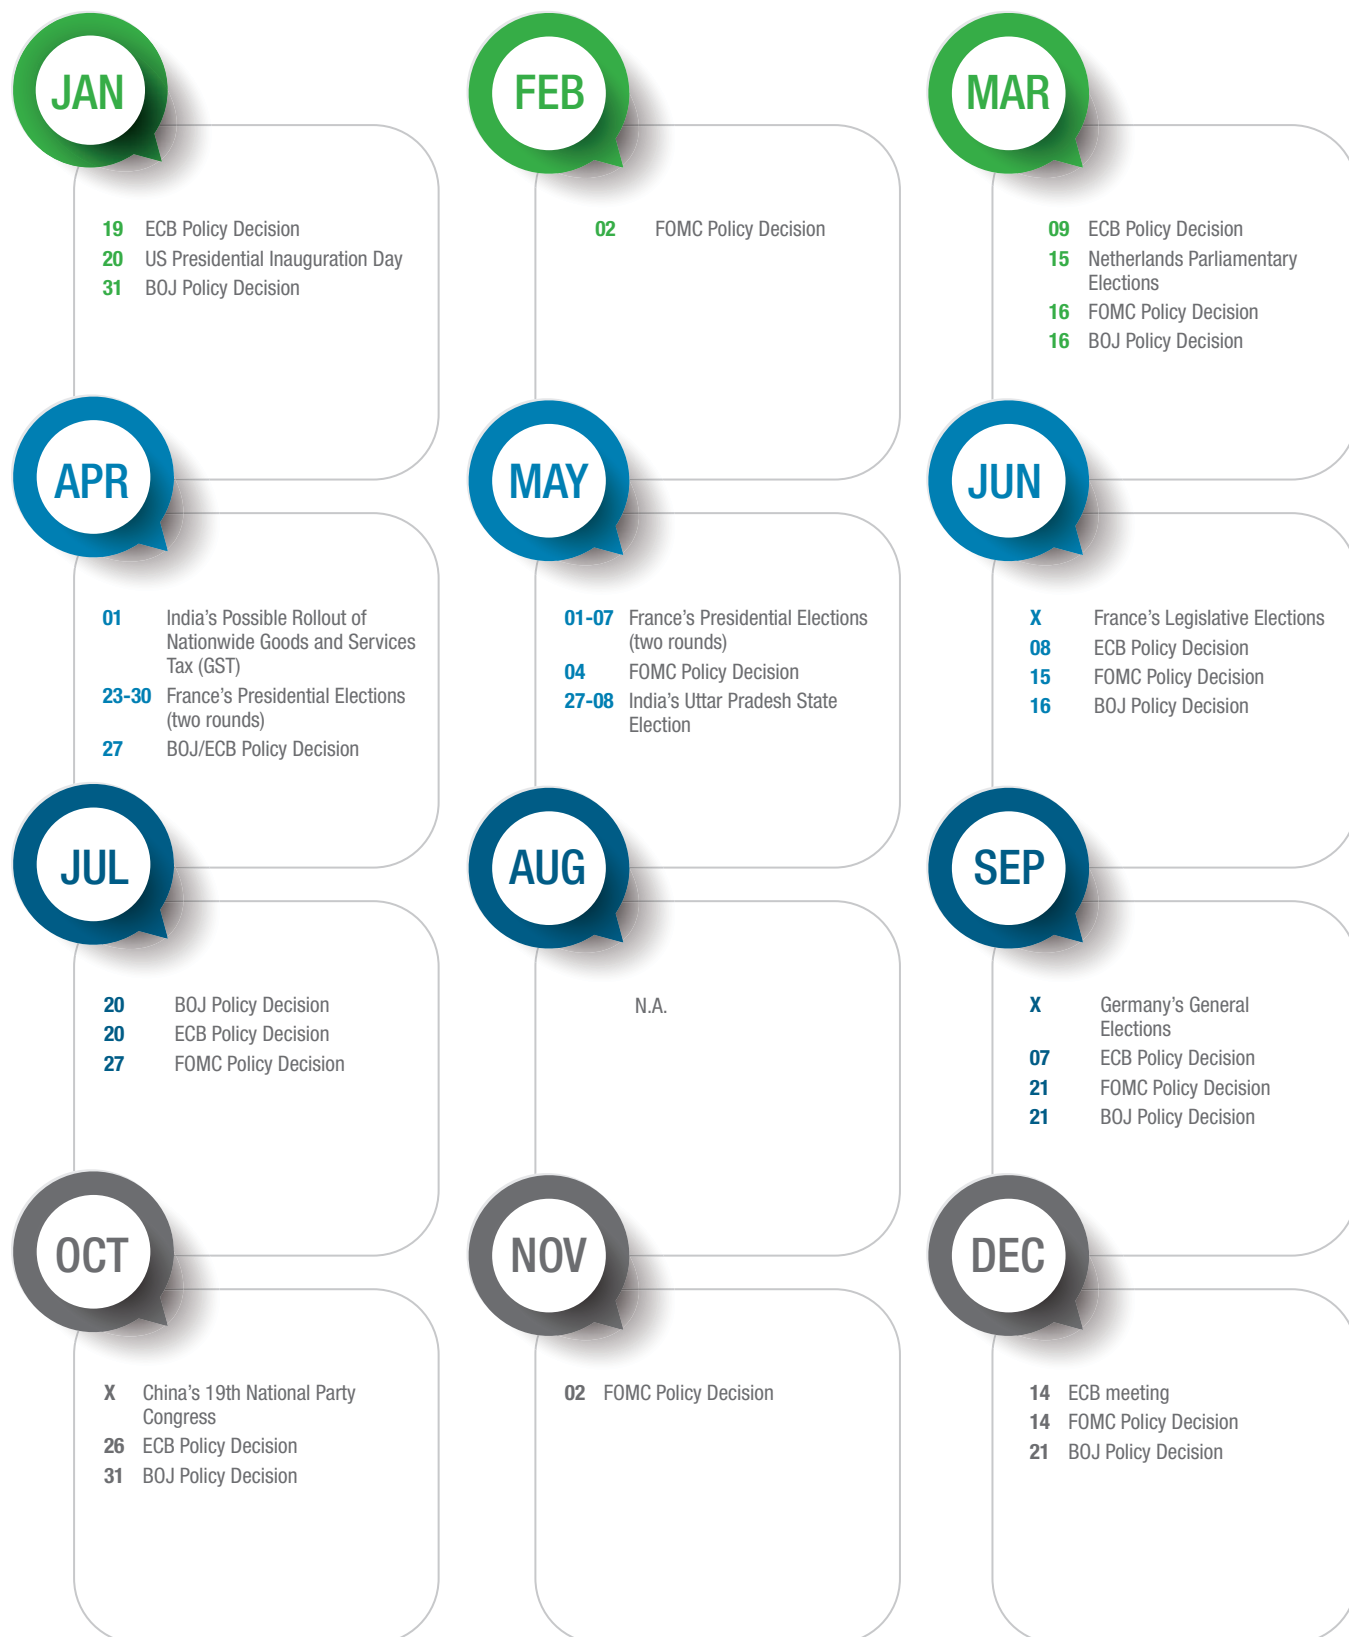 JAN
19 ECB Policy Decision
20 US Presidential Inauguration Day
31 BOJ Policy Decision
FEB
02 FOMC Policy Decision
MAR
09 ECB Policy Decision
15 Netherlands Parliamentary
Elections
16 FOMC Policy Decision
16 BOJ Policy Decision
APR
01 India's Possible Rollout of
Nationwide Goods and Services
Tax (GST)
23-30 France's Presidential Elections
(two rounds)
27 BOJ/ECB Policy Decision
MAY
01-07 France's Presidential Elections
(two rounds)
04 FOMC Policy Decision
27-08 India's Uttar Pradesh State
Election
JUN
X France's Legislative Elections
08 ECB Policy Decision
15 FOMC Policy Decision
16 BOJ Policy Decision
JUL
20 BOJ Policy Decision
20 ECB Policy Decision
27 FOMC Policy Decision
AUG
N.A.
SEP
X Germany's General
Elections
07 ECB Policy Decision
21 FOMC Policy Decision
21 BOJ Policy Decision
OCT
X China's 19th National Party
Congress
26 ECB Policy Decision
31 BOJ Policy Decision
NOV
02 FOMC Policy Decision
DEC
14 ECB meeting
14 FOMC Policy Decision
21 BOJ Policy Decision